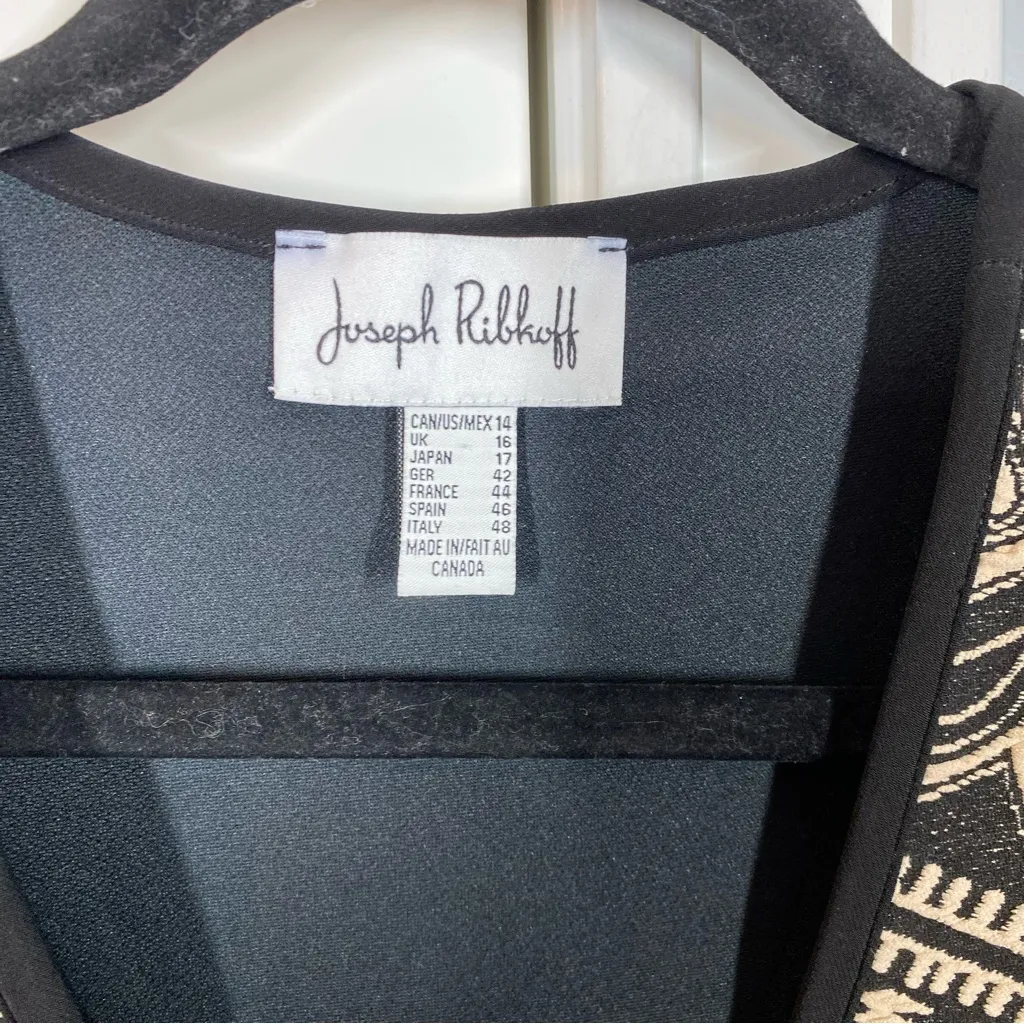 Joseph Ribkoff
CAN/US/MEX 14
UK 16
JAPAN 17
GER 42
FRANCE 44
SPAIN 46
ITALY 48
MADE IN/FAIT AU
CANADA